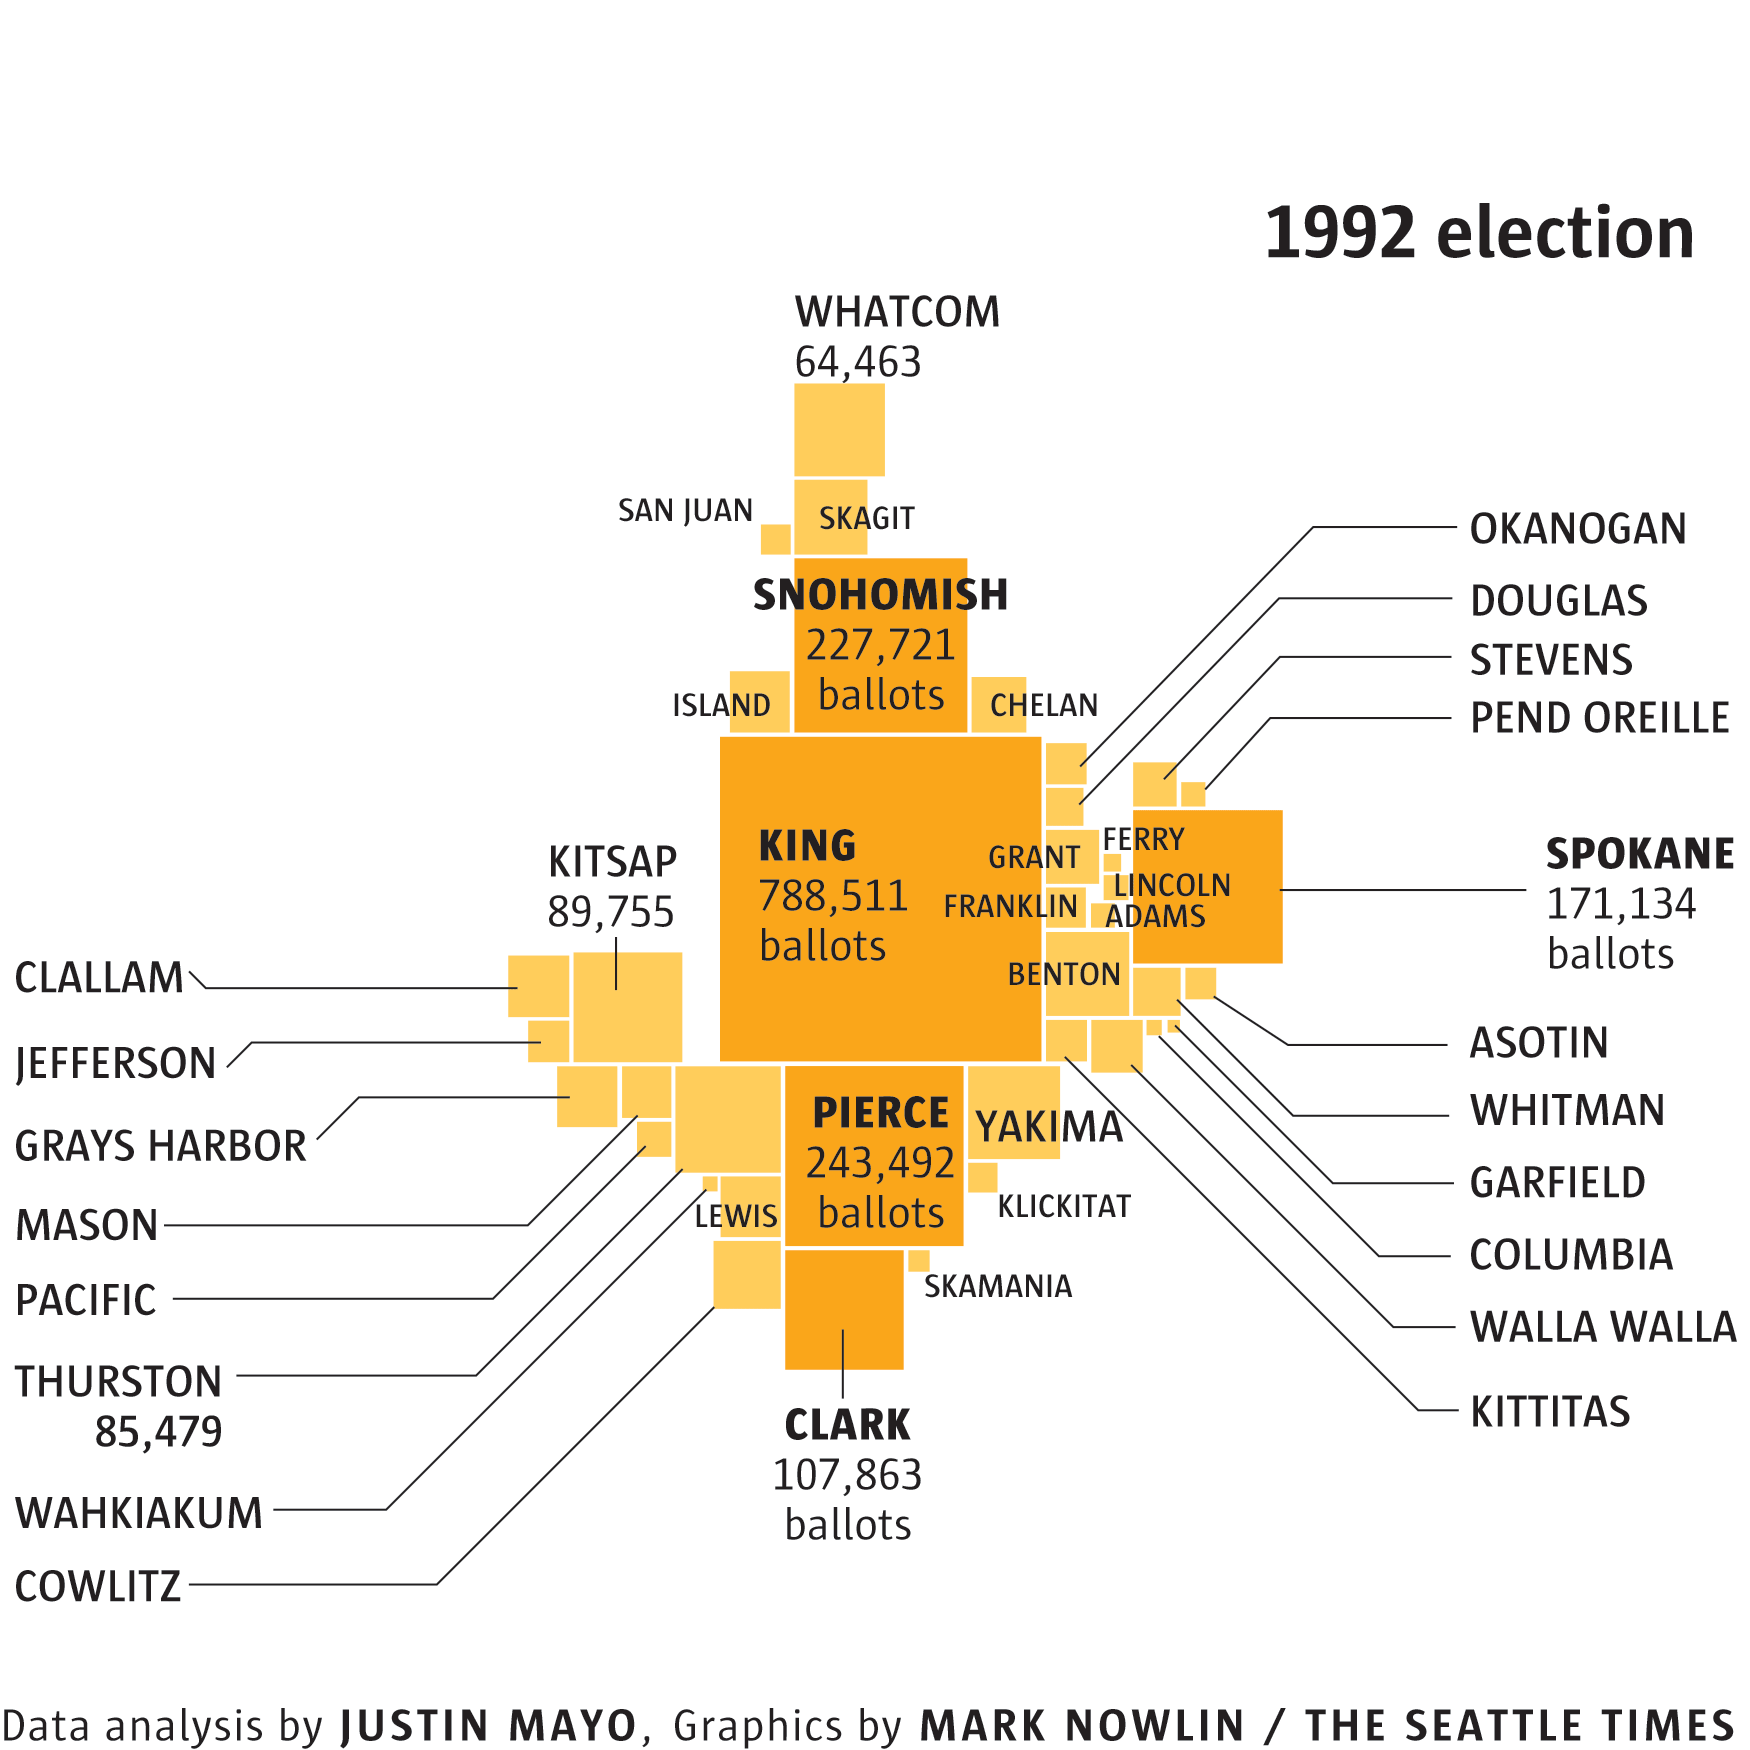 1992 election
WHATCOM
64,463
SAN JUAN
SKAGIT
SNOHOMISH
227,721
ballots
ISLAND
CHELAN
OKANOGAN
DOUGLAS
STEVENS
PEND OREILLE
KING
788,511
ballots
GRANT
FERRY
LINCOLN
FRANKLIN
ADAMS
BENTON
SPOKANE
171,134
ballots
KITSAP
89,755
CLALLAM
JEFFERSON
GRAYS HARBOR
MASON
PACIFIC
THURSTON
85,479
WAHKIAKUM
COWLITZ
LEWIS
PIERCE
243,492
ballots
YAKIMA
KLICKITAT
SKAMANIA
CLARK
107,863
ballots
ASOTIN
WHITMAN
GARFIELD
COLUMBIA
WALLA WALLA
KITTITAS
Data analysis by JUSTIN MAYO, Graphics by MARK NOWLIN / THE SEATTLE TIMES